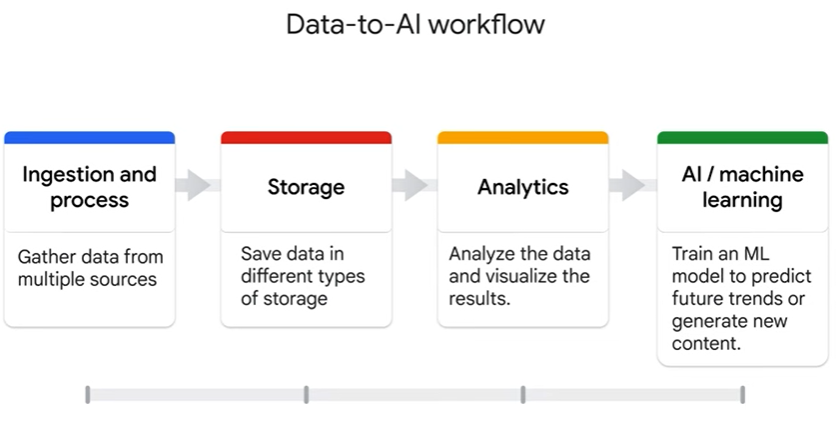 Data-to-AI workflow
Ingestion and
process
Gather data from
multiple sources
Storage
Save data in
different types
of storage
Analytics
Analyze the data
and visualize the
results.
AI / machine
learning
Train an ML
model to predict
future trends or
generate new
content.